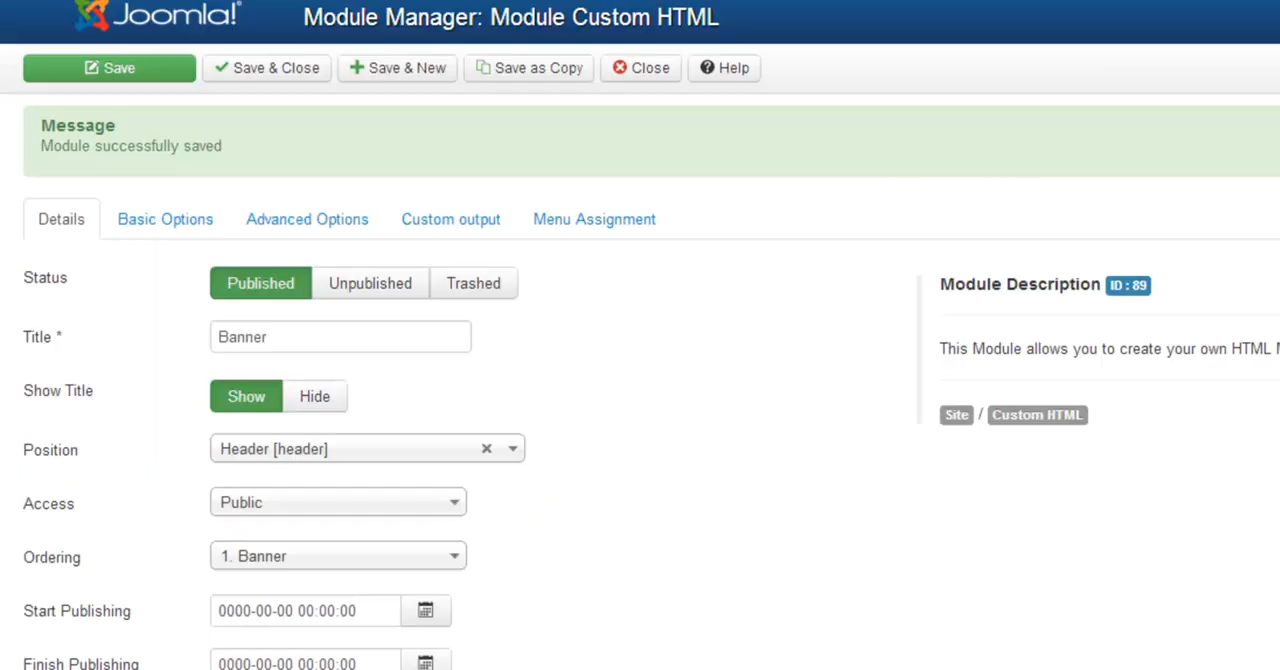 Joomla!® Module Manager: Module Custom HTML
Save Save & Close Save & New Save as Copy Close Help
Message
Module successfully saved
Details Basic Options Advanced Options Custom output Menu Assignment
Status Published Unpublished Trashed
Module Description ID : 89
Title * Banner
This Module allows you to create your own HTML
Show Title Show Hide
Site / Custom HTML
Position Header [header]
Access Public
Ordering 1. Banner
Start Publishing 0000-00-00 00:00:00
Finish Publishing 0000-00-00 00:00:00